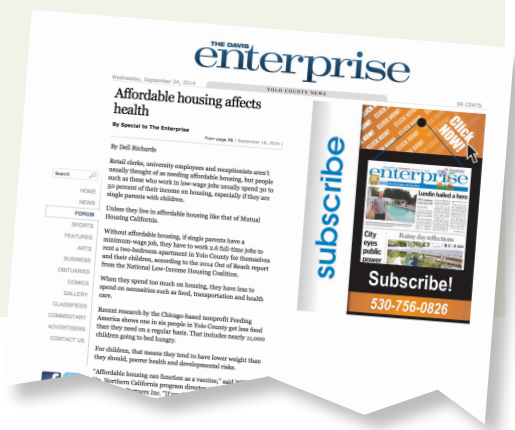 THE DAVIS
enterprise
Wednesday, September 24, 2014
YOLO COUNTY NEWS
99 CENTS
Affordable housing affects
health
By Special to The Enterprise
From page A6 | September 18, 2014 |
By Dell Richards
Retail clerks, university employees and receptionists aren't
usually thought of as needing affordable housing, but people
such as those who work in low-wage jobs usually spend 30 to
50 percent of their income on housing, especially if they are
single parents with children.
Unless they live in affordable housing like that of Mutual
Housing California.
Without affordable housing, if single parents have a
minimum-wage job, they have to work 2.6 full-time jobs to
rent a two-bedroom apartment in Yolo County for themselves
and their children, according to the 2014 Out of Reach report
from the National Low-Income Housing Coalition.
When they spend too much on housing, they have less to
spend on necessities such as food, transportation and health
care.
Recent research by the Chicago-based nonprofit Feeding
America shows one in six people in Yolo County get less food
than they need on a regular basis. That includes nearly 11,000
children going to bed hungry.
For children, that means they tend to have lower weight than
they should, poorer health and developmental risks.
"Affordable housing can function as a vaccine," said
Northern California program director
Partners Inc.
Search
HOME
NEWS
FORUM
SPORTS
FEATURES
ARTS
BUSINESS
OBITUARIES
COMICS
GALLERY
CLASSIFIEDS
COMMENTARY
ADVERTISERS
CONTACT US
subscribe
CLICK
NOW!
enterprise
Lundin hailed a hero
Rainy-day reflections
City
eyes
public
power
Subscribe!
530-756-0826